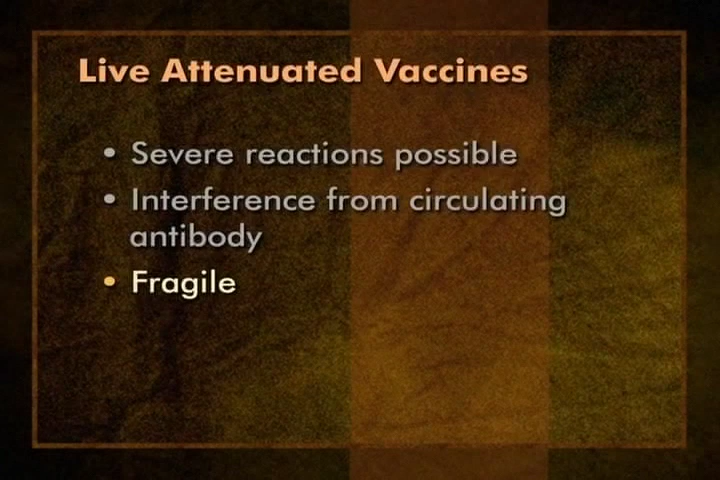 Live Attenuated Vaccines
• Severe reactions possible
• Interference from circulating
antibody
• Fragile